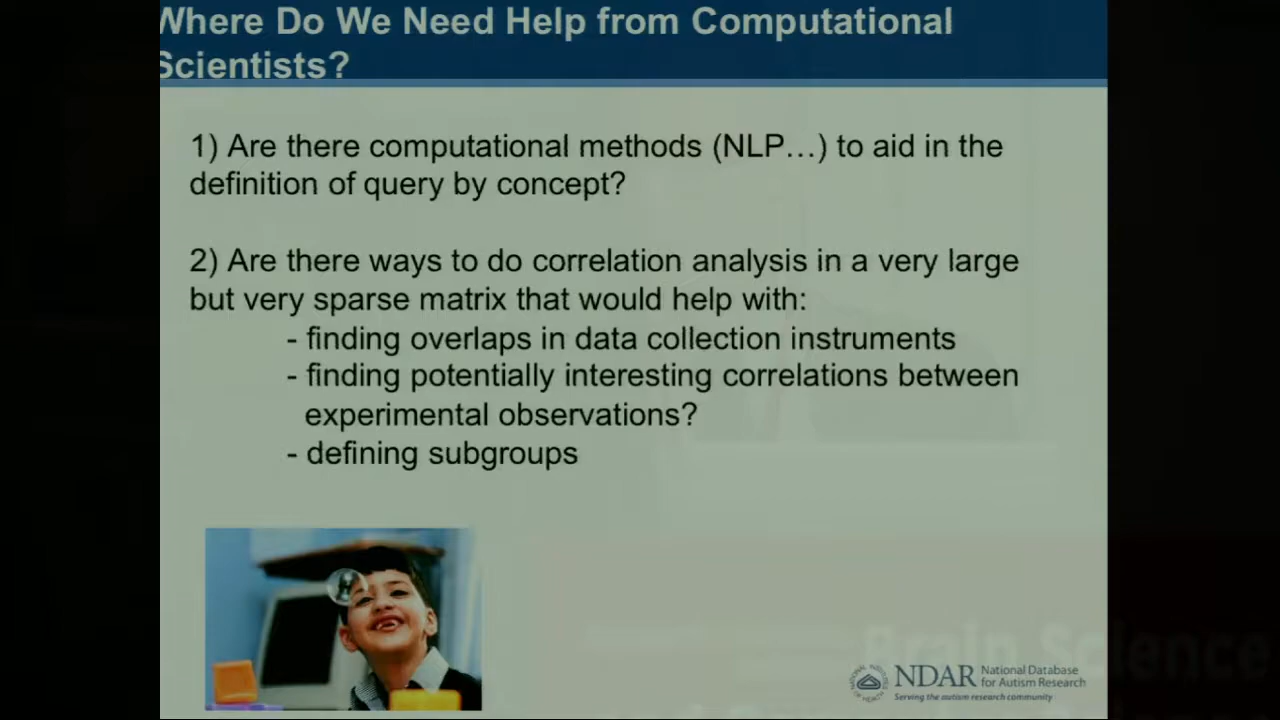 Where Do We Need Help from Computational
Scientists?
1) Are there computational methods (NLP…) to aid in the
definition of query by concept?
2) Are there ways to do correlation analysis in a very large
but very sparse matrix that would help with:
- finding overlaps in data collection instruments
- finding potentially interesting correlations between
experimental observations?
- defining subgroups
Brain Science
NDAR
National Database
for Autism Research
Serving the autism research community